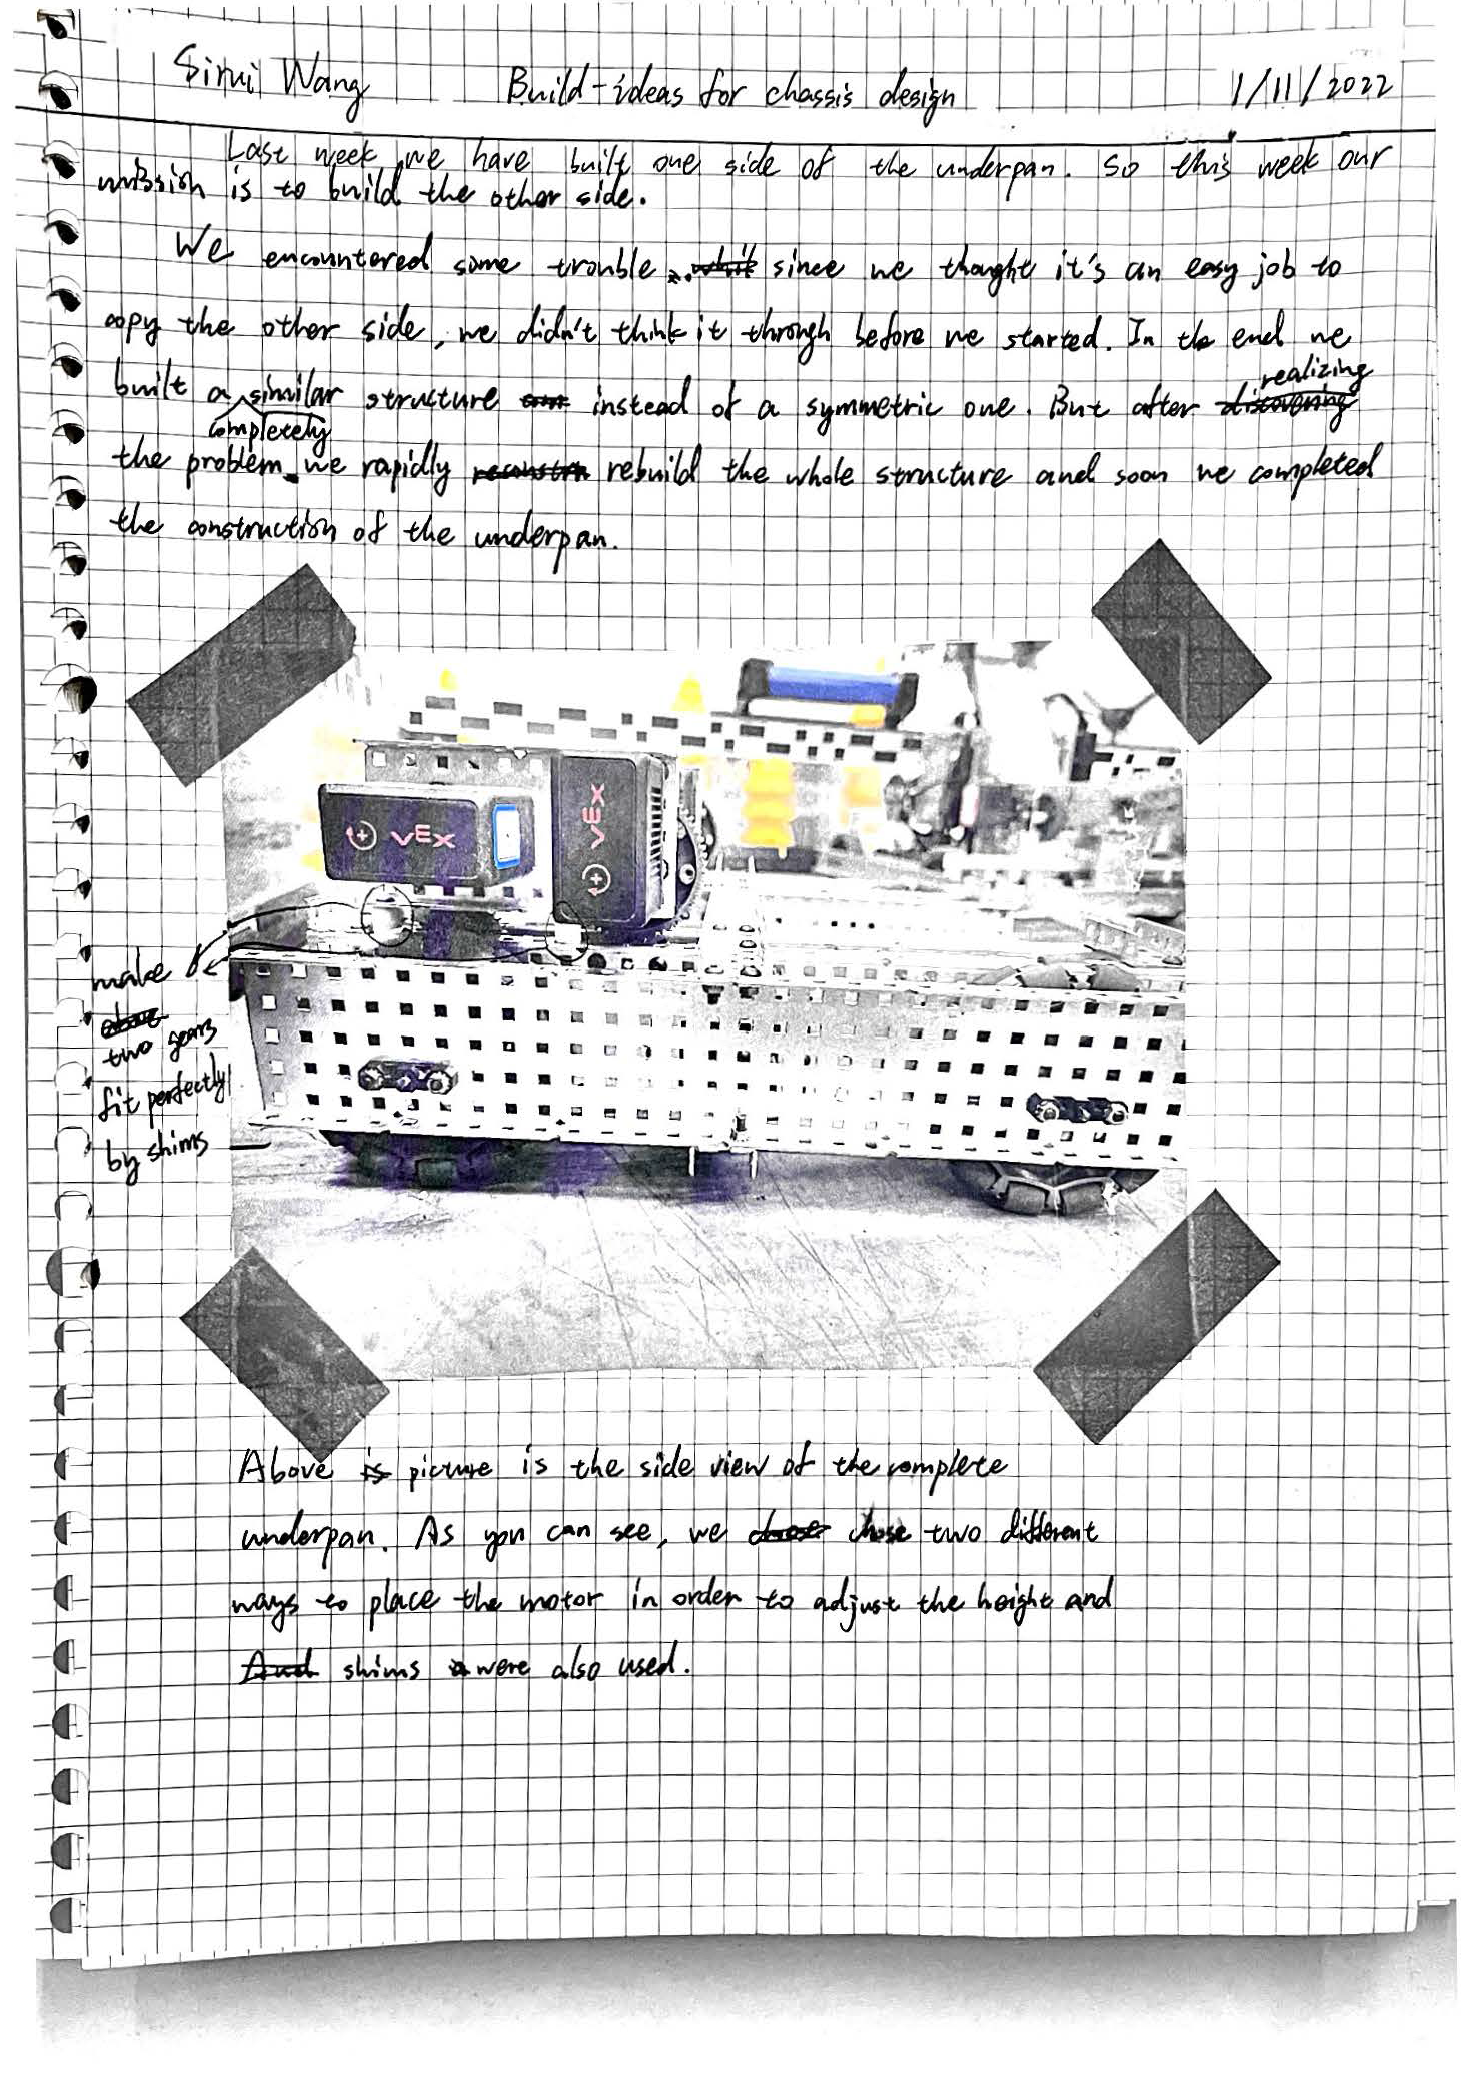 Sirui Wang Build-ideas for chassis design 1/11/2022
Last week we have built one side of the underpan. So this week our
mission is to build the other side.
We encountered some trouble since we thought it's an easy job to
copy the other side, we didn't think it through before we started. In the end we
realizing
built a similar structure instead of a symmetric one. But after discovering
completely
the problem we rapidly reconstru rebuild the whole structure and soon we completed
the construction of the underpan.
VEX
VEX
make
two gears
fit perfectly
by shims
Above is picture is the side view of the complete
underpan. As you can see, we chose two different
ways to place the motor in order to adjust the height and
And shims were also used.